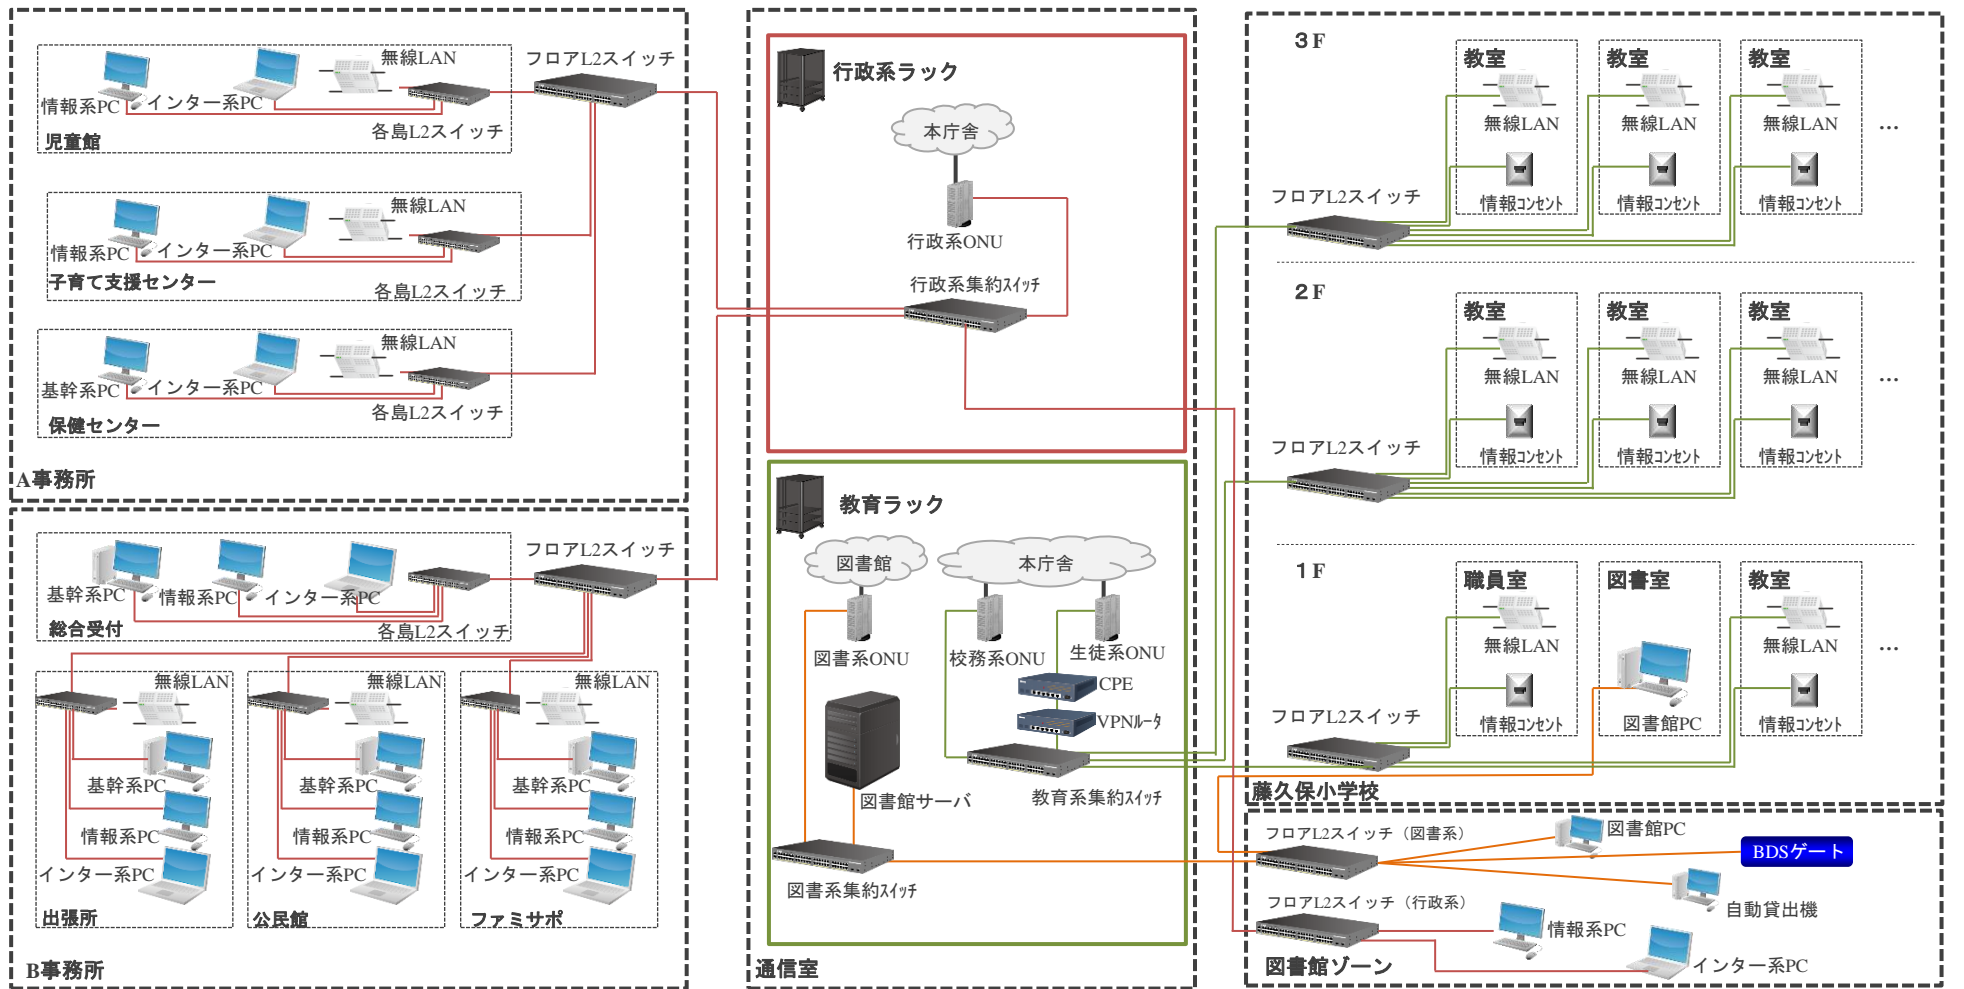 無線LAN
フロアL2スイッチ
情報系PC
インター系PC
各島L2スイッチ
児童館
無線LAN
情報系PC
インター系PC
子育て支援センター
各島L2スイッチ
無線LAN
基幹系PC
インター系PC
各島L2スイッチ
保健センター
A事務所
フロアL2スイッチ
基幹系PC
情報系PC
インター系PC
総合受付
各島L2スイッチ
無線LAN
基幹系PC
情報系PC
インター系PC
出張所
無線LAN
基幹系PC
情報系PC
インター系PC
公民館
無線LAN
基幹系PC
情報系PC
インター系PC
ファミサポ
B事務所
行政系ラック
本庁舎
行政系ONU
行政系集約ｽｲｯﾁ
教育ラック
図書館
本庁舎
図書系ONU
校務系ONU
生徒系ONU
CPE
VPNﾙｰﾀ
図書館サーバ
教育系集約ｽｲｯﾁ
図書系集約ｽｲｯﾁ
通信室
３F
教室
教室
教室
無線LAN
無線LAN
無線LAN
…
フロアL2スイッチ
情報ｺﾝｾﾝﾄ
情報ｺﾝｾﾝﾄ
情報ｺﾝｾﾝﾄ
２F
教室
教室
教室
無線LAN
無線LAN
無線LAN
…
フロアL2スイッチ
情報ｺﾝｾﾝﾄ
情報ｺﾝｾﾝﾄ
情報ｺﾝｾﾝﾄ
１F
職員室
図書室
教室
無線LAN
無線LAN
…
フロアL2スイッチ
情報ｺﾝｾﾝﾄ
図書館PC
情報ｺﾝｾﾝﾄ
藤久保小学校
フロアL2スイッチ（図書系）
図書館PC
BDSゲート
自動貸出機
フロアL2スイッチ（行政系）
情報系PC
インター系PC
図書館ゾーン